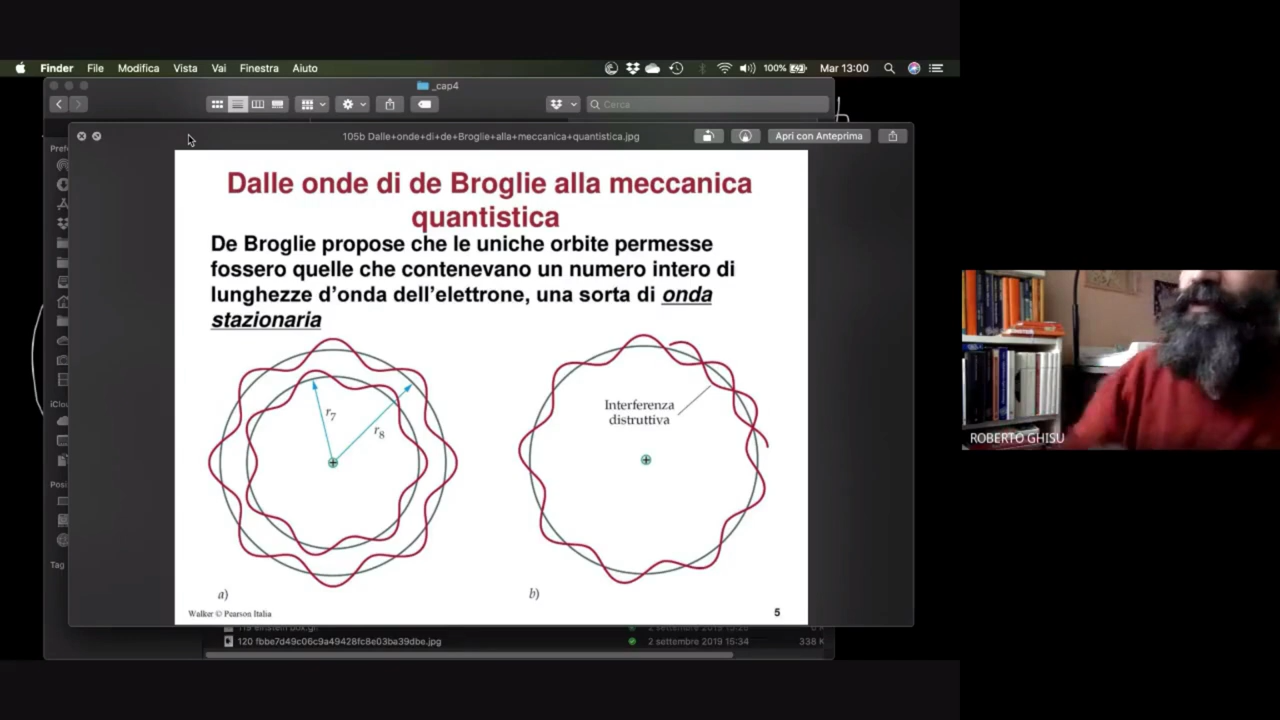 Finder File Modifica Vista Vai Finestra Aiuto 100% Mar 13:00
_cap4
Cerca
105b Dalle+onde+di+de+Broglie+alla+meccanica+quantistica.jpg Apri con Anteprima
Dalle onde di de Broglie alla meccanica
quantistica
De Broglie propose che le uniche orbite permesse
fossero quelle che contenevano un numero intero di
lunghezze d'onda dell'elettrone, una sorta di onda
stazionaria
r7
r8
Interferenza
distruttiva
a)
b)
Walker © Pearson Italia
5
Tag
120 fbbe7d49c06c9a49428fc8e03ba39dbe.jpg 2 settembre 2019 15:34 338 K
ROBERTO GHISU